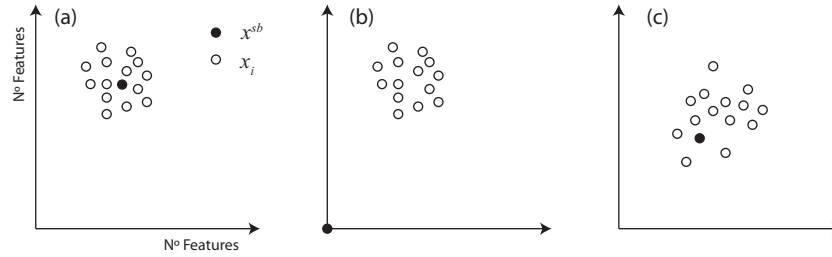 (a)
(b)
(c)
x^{sb}
x_i
Nº Features
Nº Features